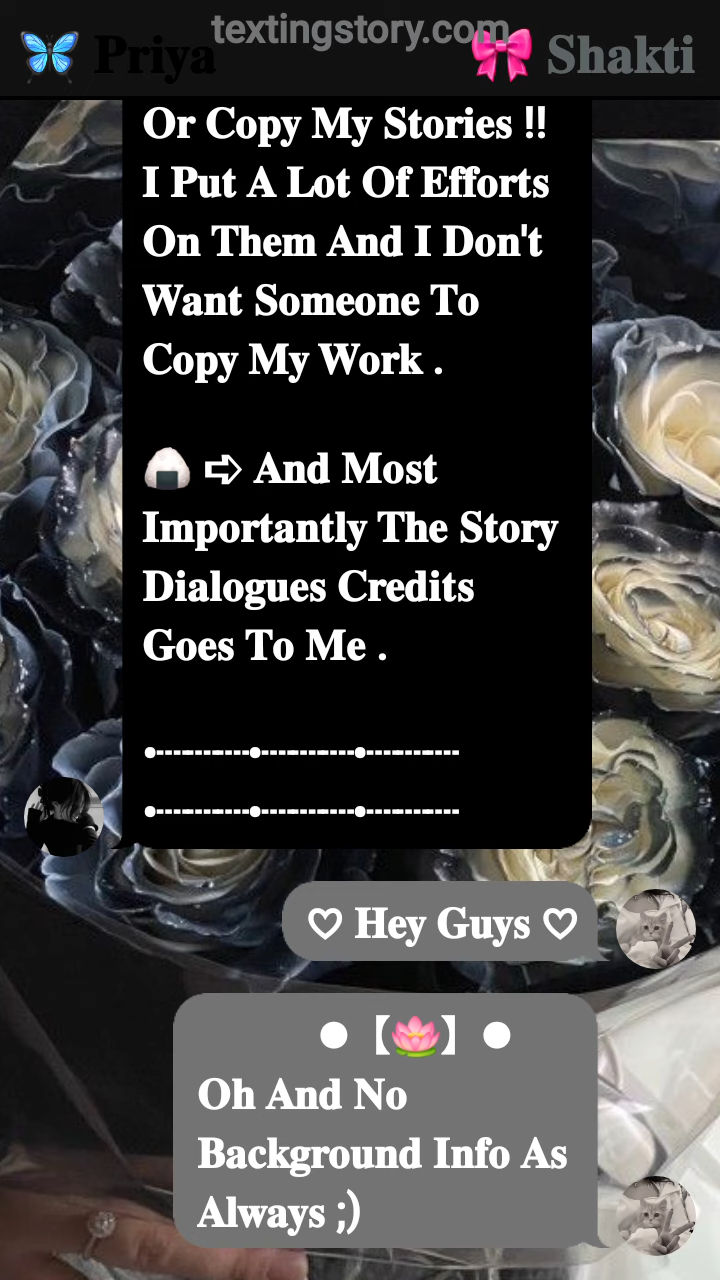 textingstory.com
🦋 Priya 🎀 Shakti
Or Copy My Stories !!
I Put A Lot Of Efforts
On Them And I Don't
Want Someone To
Copy My Work .
🍙 ➪ And Most
Importantly The Story
Dialogues Credits
Goes To Me .
•----------•----------•----------
•----------•----------•----------
♡ Hey Guys ♡
● 【🪷】 ●
Oh And No
Background Info As
Always ;)